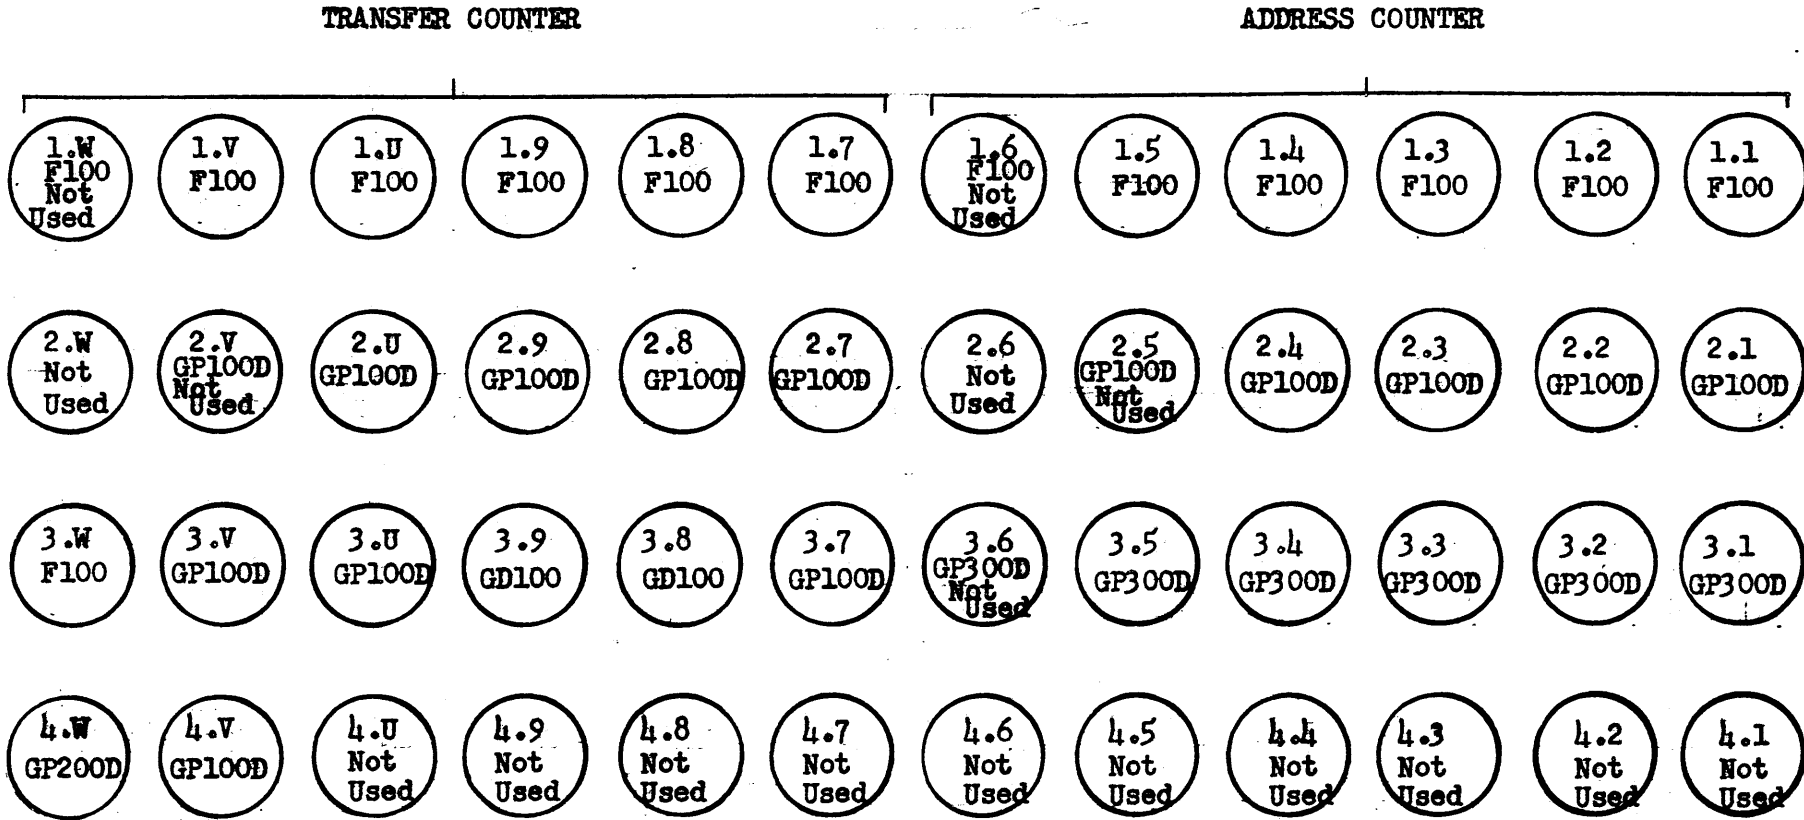 TRANSFER COUNTER
ADDRESS COUNTER
1.W
F100
Not
Used
1.V
F100
1.U
F100
1.9
F100
1.8
F100
1.7
F100
1.6
F100
Not
Used
1.5
F100
1.4
F100
1.3
F100
1.2
F100
1.1
F100
2.W
Not
Used
2.V
GP100D
Not
Used
2.U
GP100D
2.9
GP100D
2.8
GP100D
2.7
GP100D
2.6
Not
Used
2.5
GP100D
Not
Used
2.4
GP100D
2.3
GP100D
2.2
GP100D
2.1
GP100D
3.W
F100
3.V
GP100D
3.U
GP100D
3.9
GD100
3.8
GD100
3.7
GP100D
3.6
GP300D
Not
Used
3.5
GP300D
3.4
GP300D
3.3
GP300D
3.2
GP300D
3.1
GP300D
4.W
GP200D
4.V
GP100D
4.U
Not
Used
4.9
Not
Used
4.8
Not
Used
4.7
Not
Used
4.6
Not
Used
4.5
Not
Used
4.4
Not
Used
4.3
Not
Used
4.2
Not
Used
4.1
Not
Used